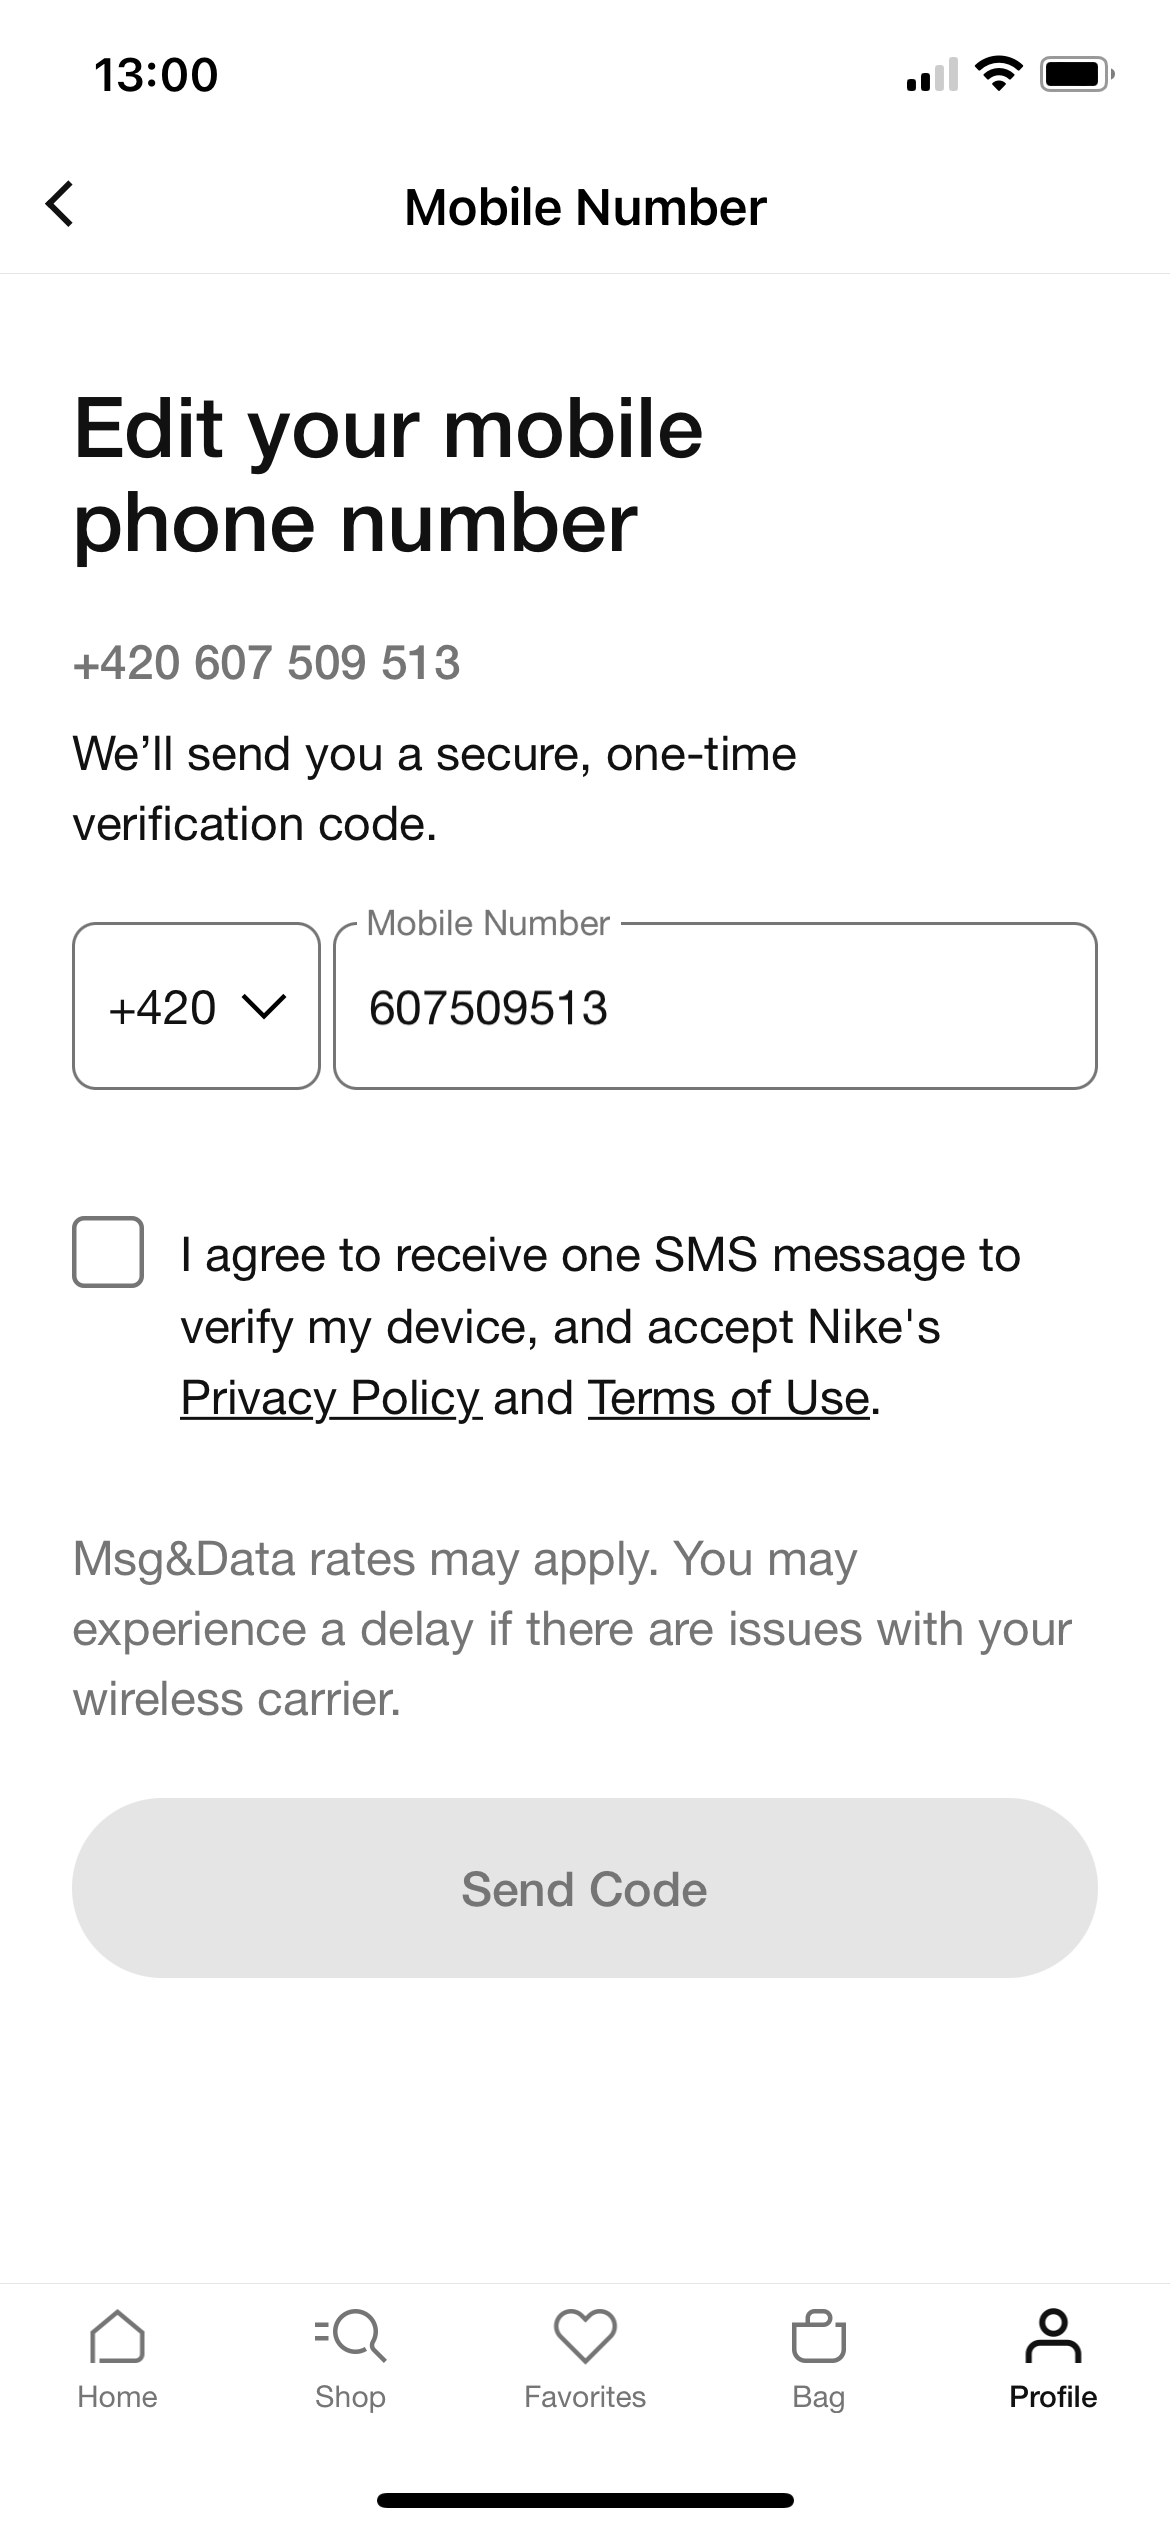 13:00
Mobile Number
Edit your mobile
phone number
+420 607 509 513
We’ll send you a secure, one-time
verification code.
Mobile Number
+420
607509513
I agree to receive one SMS message to
verify my device, and accept Nike's
Privacy Policy and Terms of Use.
Msg&Data rates may apply. You may
experience a delay if there are issues with your
wireless carrier.
Send Code
Home
Shop
Favorites
Bag
Profile